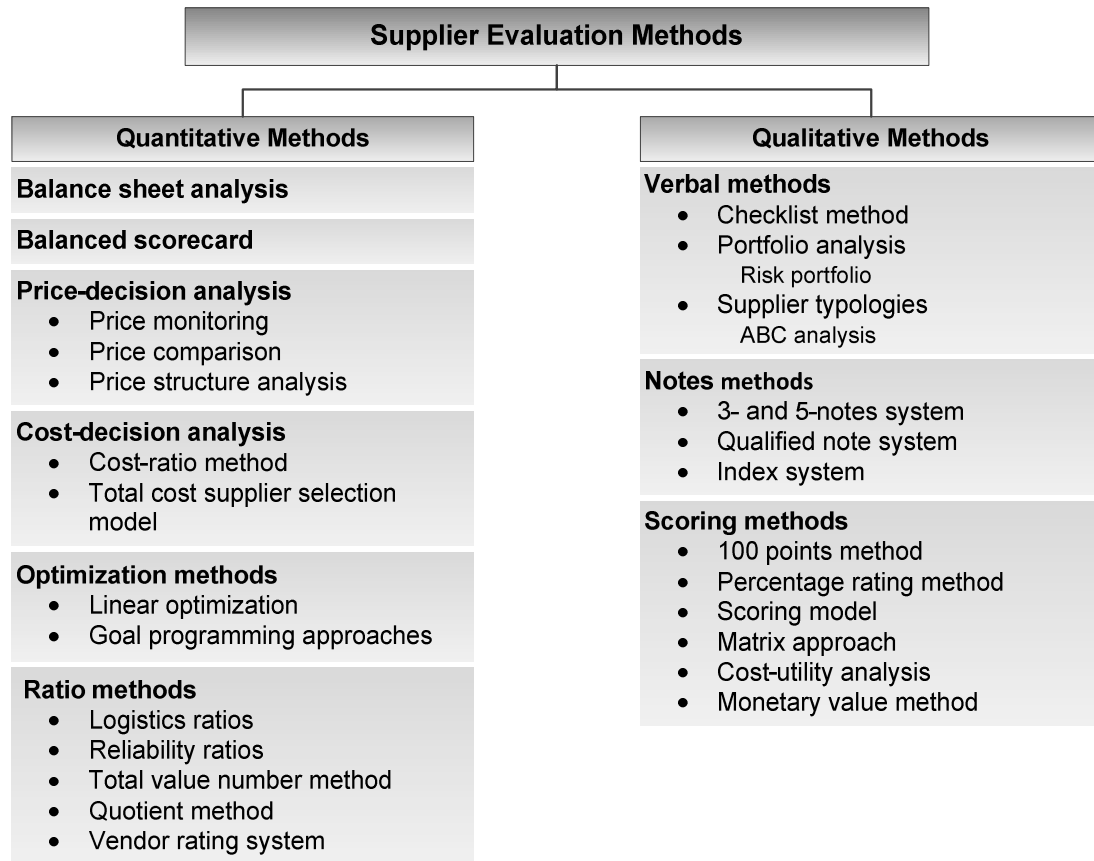 Supplier Evaluation Methods
Quantitative Methods
Balance sheet analysis
Balanced scorecard
Price-decision analysis
• Price monitoring
• Price comparison
• Price structure analysis
Cost-decision analysis
• Cost-ratio method
• Total cost supplier selection
model
Optimization methods
• Linear optimization
• Goal programming approaches
Ratio methods
• Logistics ratios
• Reliability ratios
• Total value number method
• Quotient method
• Vendor rating system
Qualitative Methods
Verbal methods
• Checklist method
• Portfolio analysis
Risk portfolio
• Supplier typologies
ABC analysis
Notes methods
• 3- and 5-notes system
• Qualified note system
• Index system
Scoring methods
• 100 points method
• Percentage rating method
• Scoring model
• Matrix approach
• Cost-utility analysis
• Monetary value method